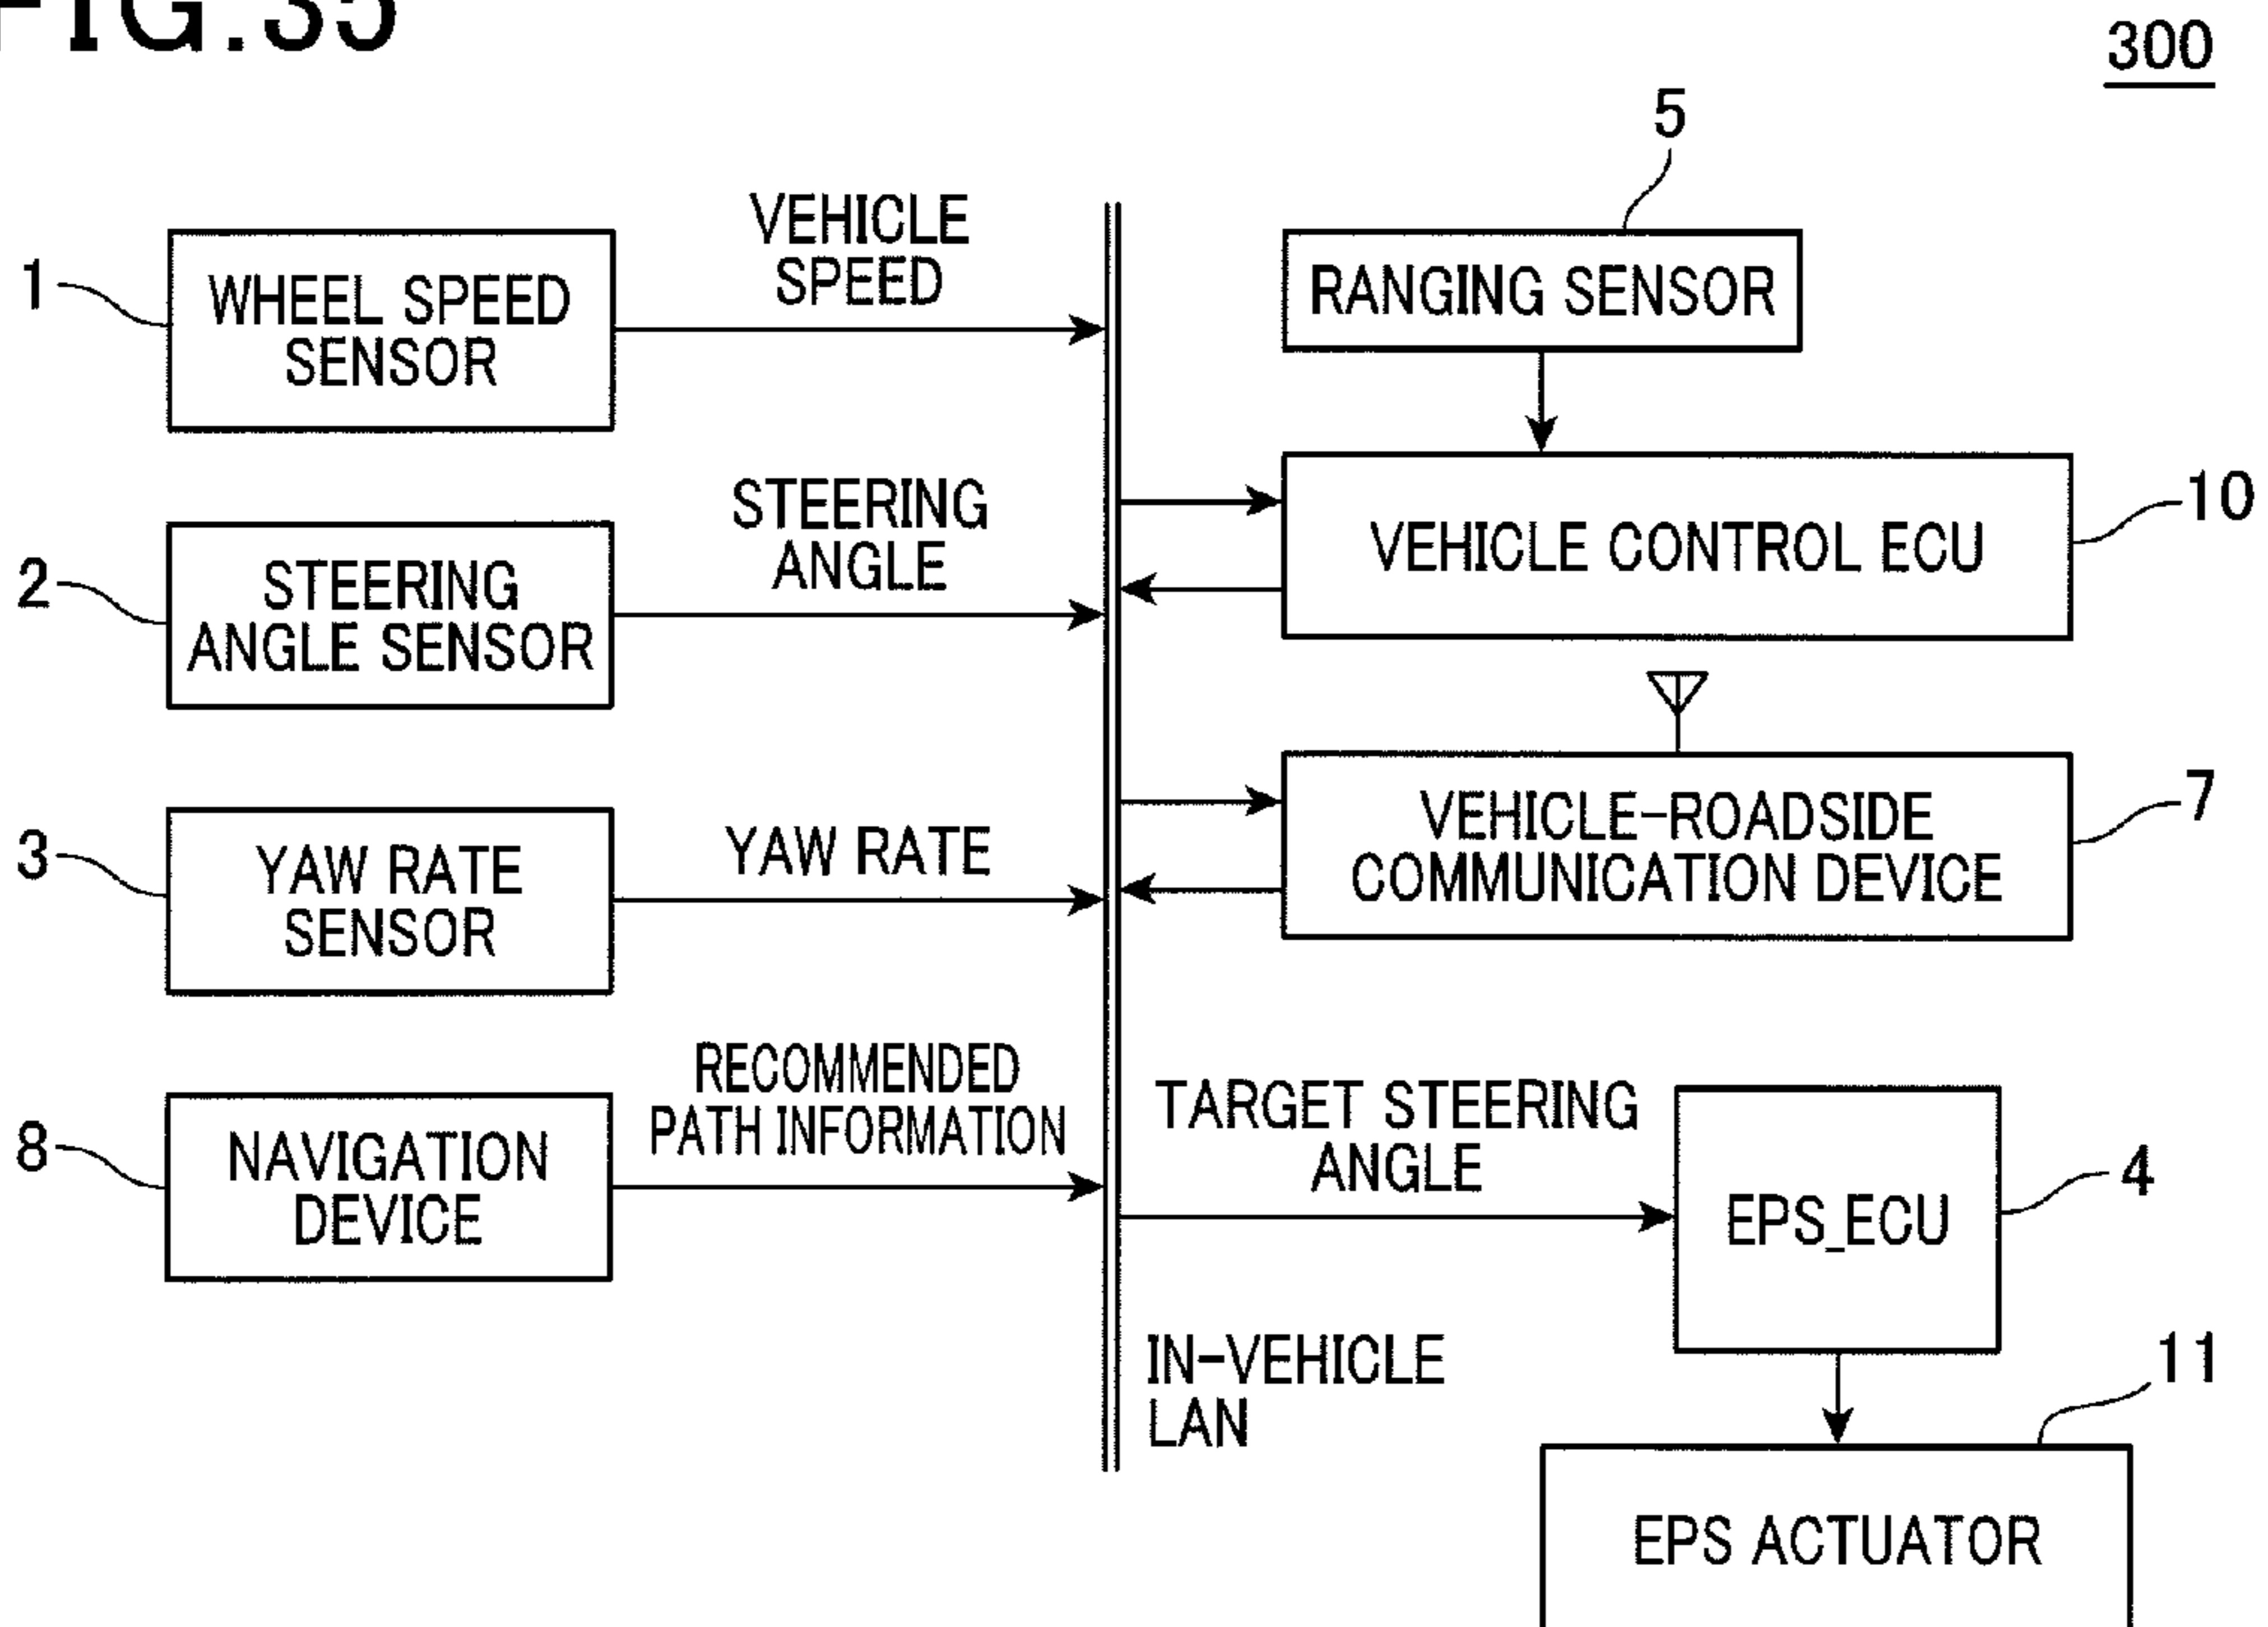 FIG.35
300
5
1
WHEEL SPEED
SENSOR
VEHICLE
SPEED
RANGING SENSOR
2
STEERING
ANGLE SENSOR
STEERING
ANGLE
VEHICLE CONTROL ECU
10
3
YAW RATE
SENSOR
YAW RATE
VEHICLE-ROADSIDE
COMMUNICATION DEVICE
7
8
NAVIGATION
DEVICE
RECOMMENDED
PATH INFORMATION
TARGET STEERING
ANGLE
EPS_ECU
4
IN-VEHICLE
LAN
11
EPS ACTUATOR